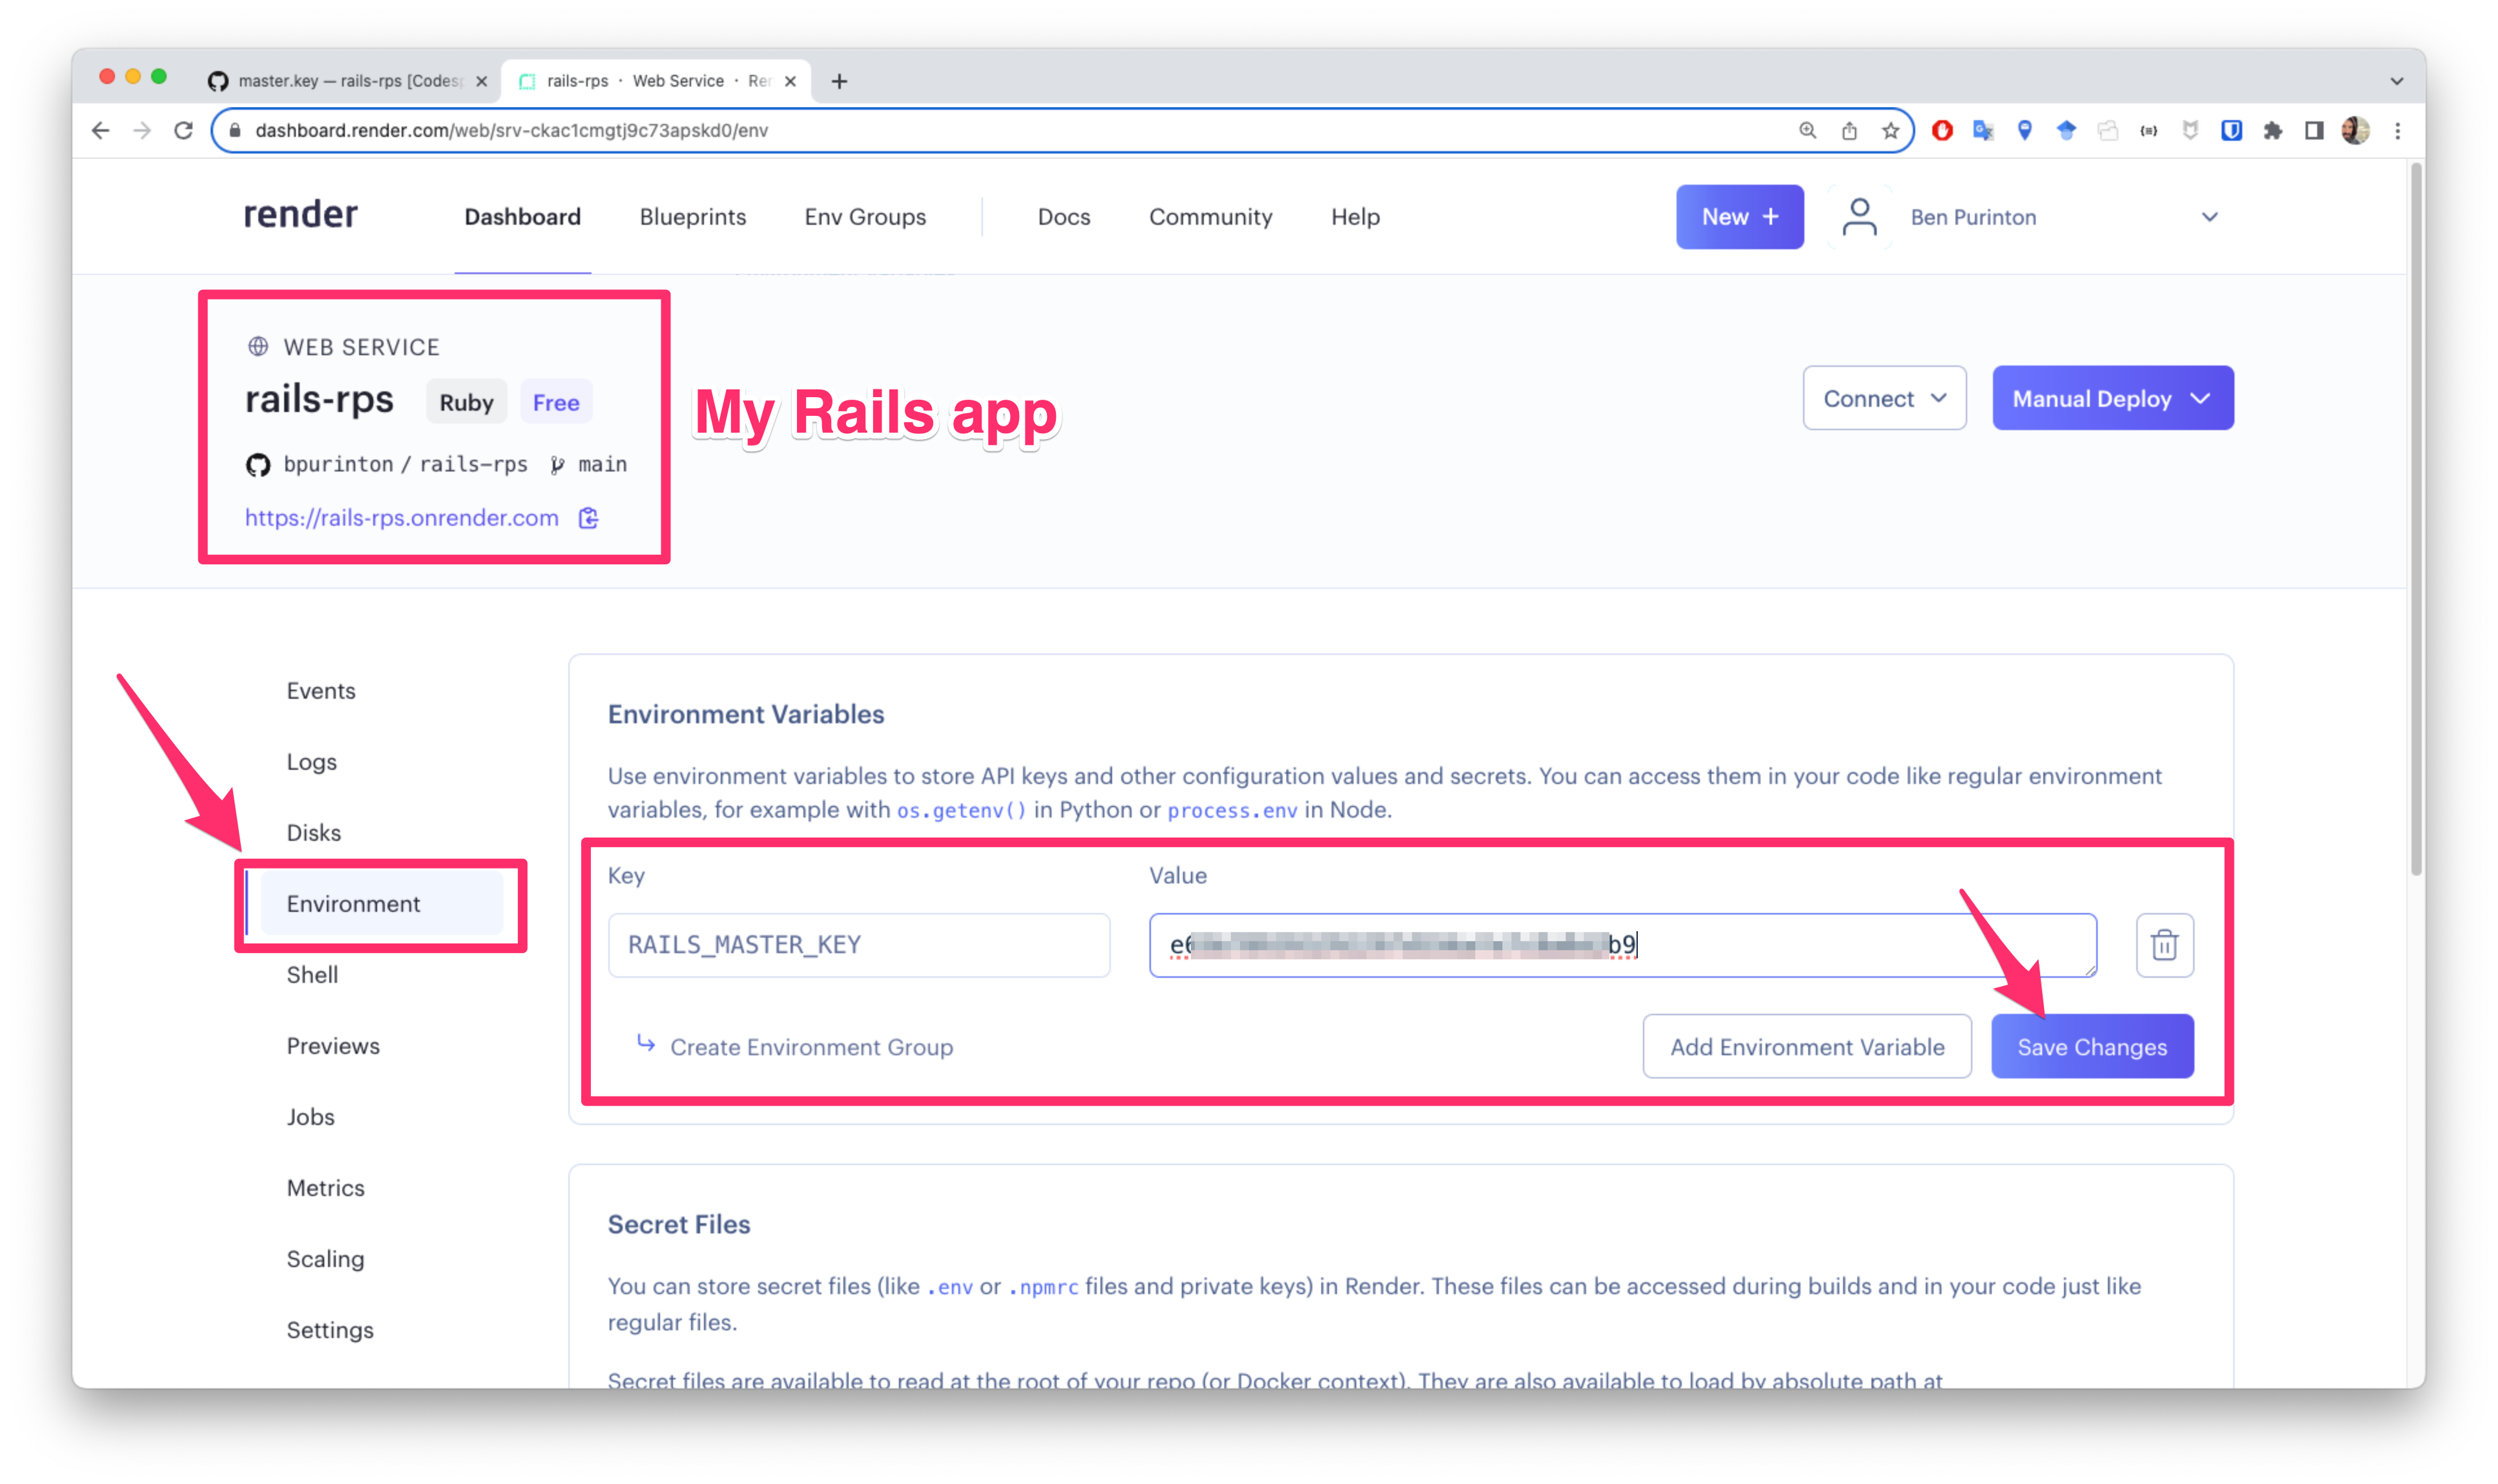 master.key — rails-rps [Codesp
rails-rps · Web Service · Ren
dashboard.render.com/web/srv-ckac1cmgtj9c73apskd0/env
render
Dashboard
Blueprints
Env Groups
Docs
Community
Help
New +
Ben Purinton
WEB SERVICE
rails-rps Ruby Free
My Rails app
Connect
Manual Deploy
bpurinton / rails-rps main
https://rails-rps.onrender.com
Events
Logs
Disks
Environment
Shell
Previews
Jobs
Metrics
Scaling
Settings
Environment Variables
Use environment variables to store API keys and other configuration values and secrets. You can access them in your code like regular environment
variables, for example with os.getenv() in Python or process.env in Node.
Key
Value
RAILS_MASTER_KEY
Create Environment Group
Add Environment Variable
Save Changes
Secret Files
You can store secret files (like .env or .npmrc files and private keys) in Render. These files can be accessed during builds and in your code just like
regular files.
Secret files are available to read at the root of your repo (or Docker context). They are also available to load by absolute path at